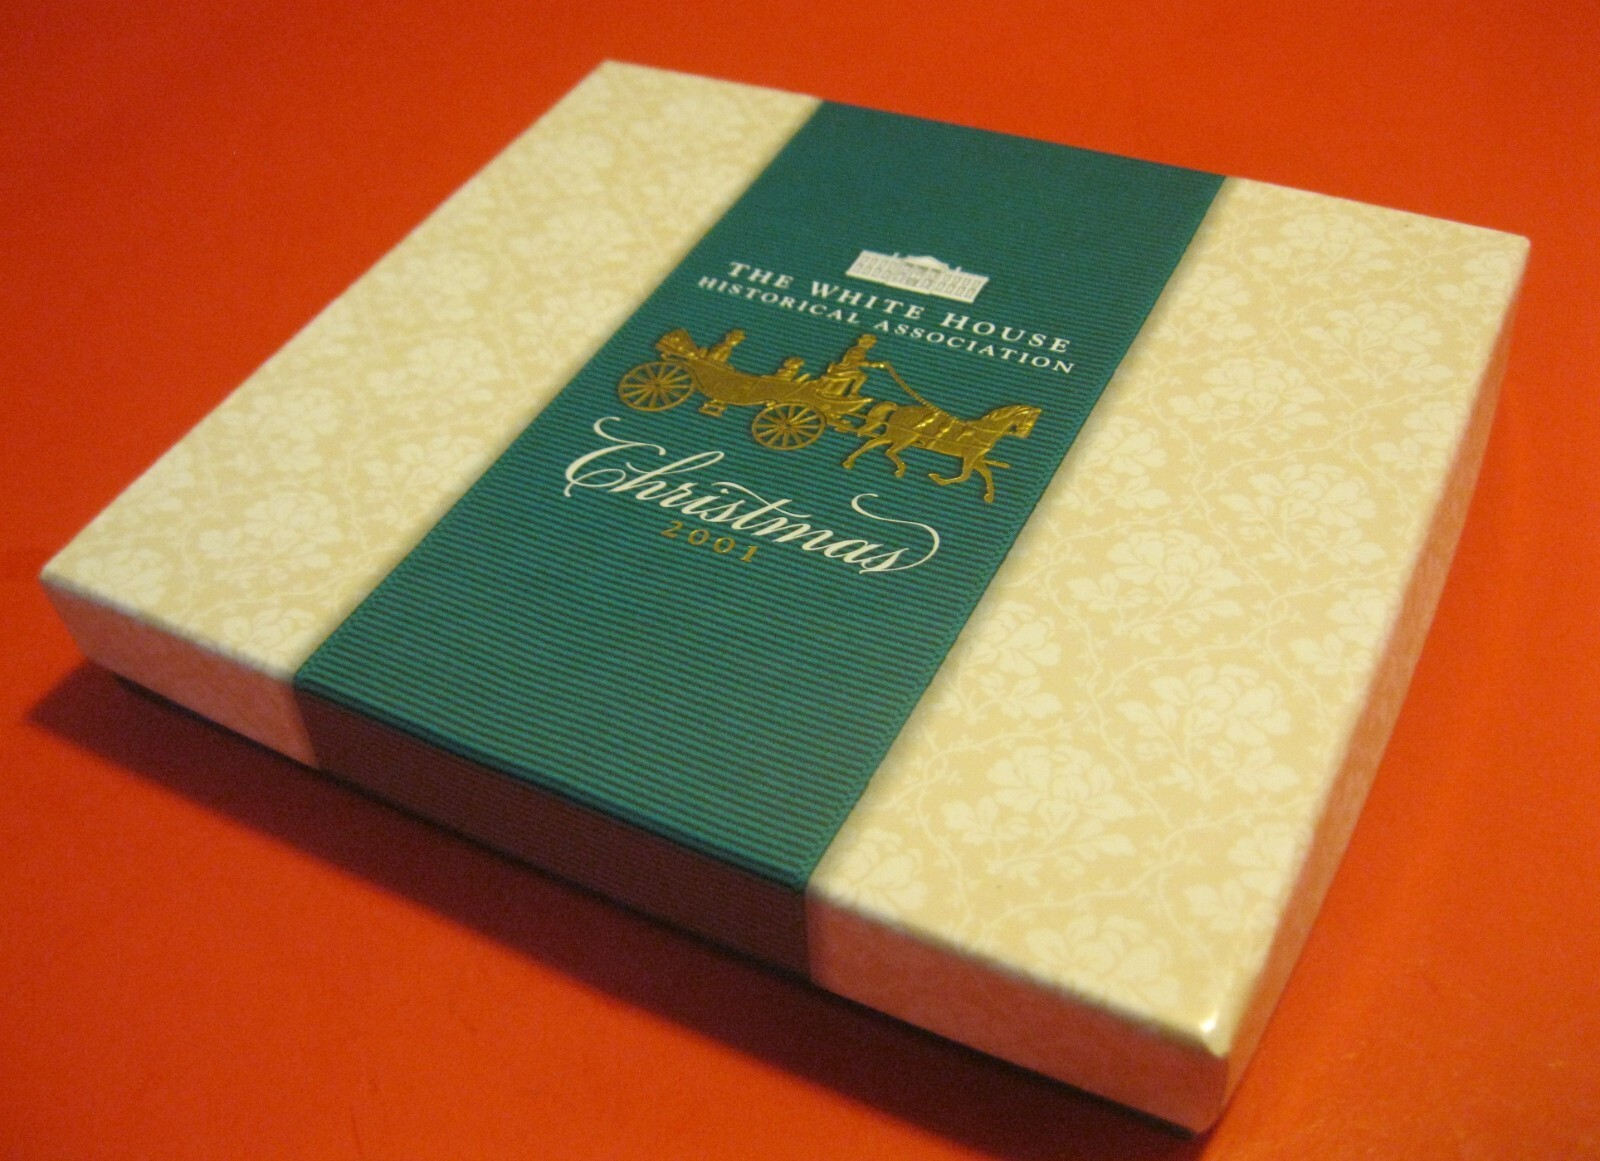 THE WHITE HOUSE
HISTORICAL ASSOCIATION
Christmas
2001